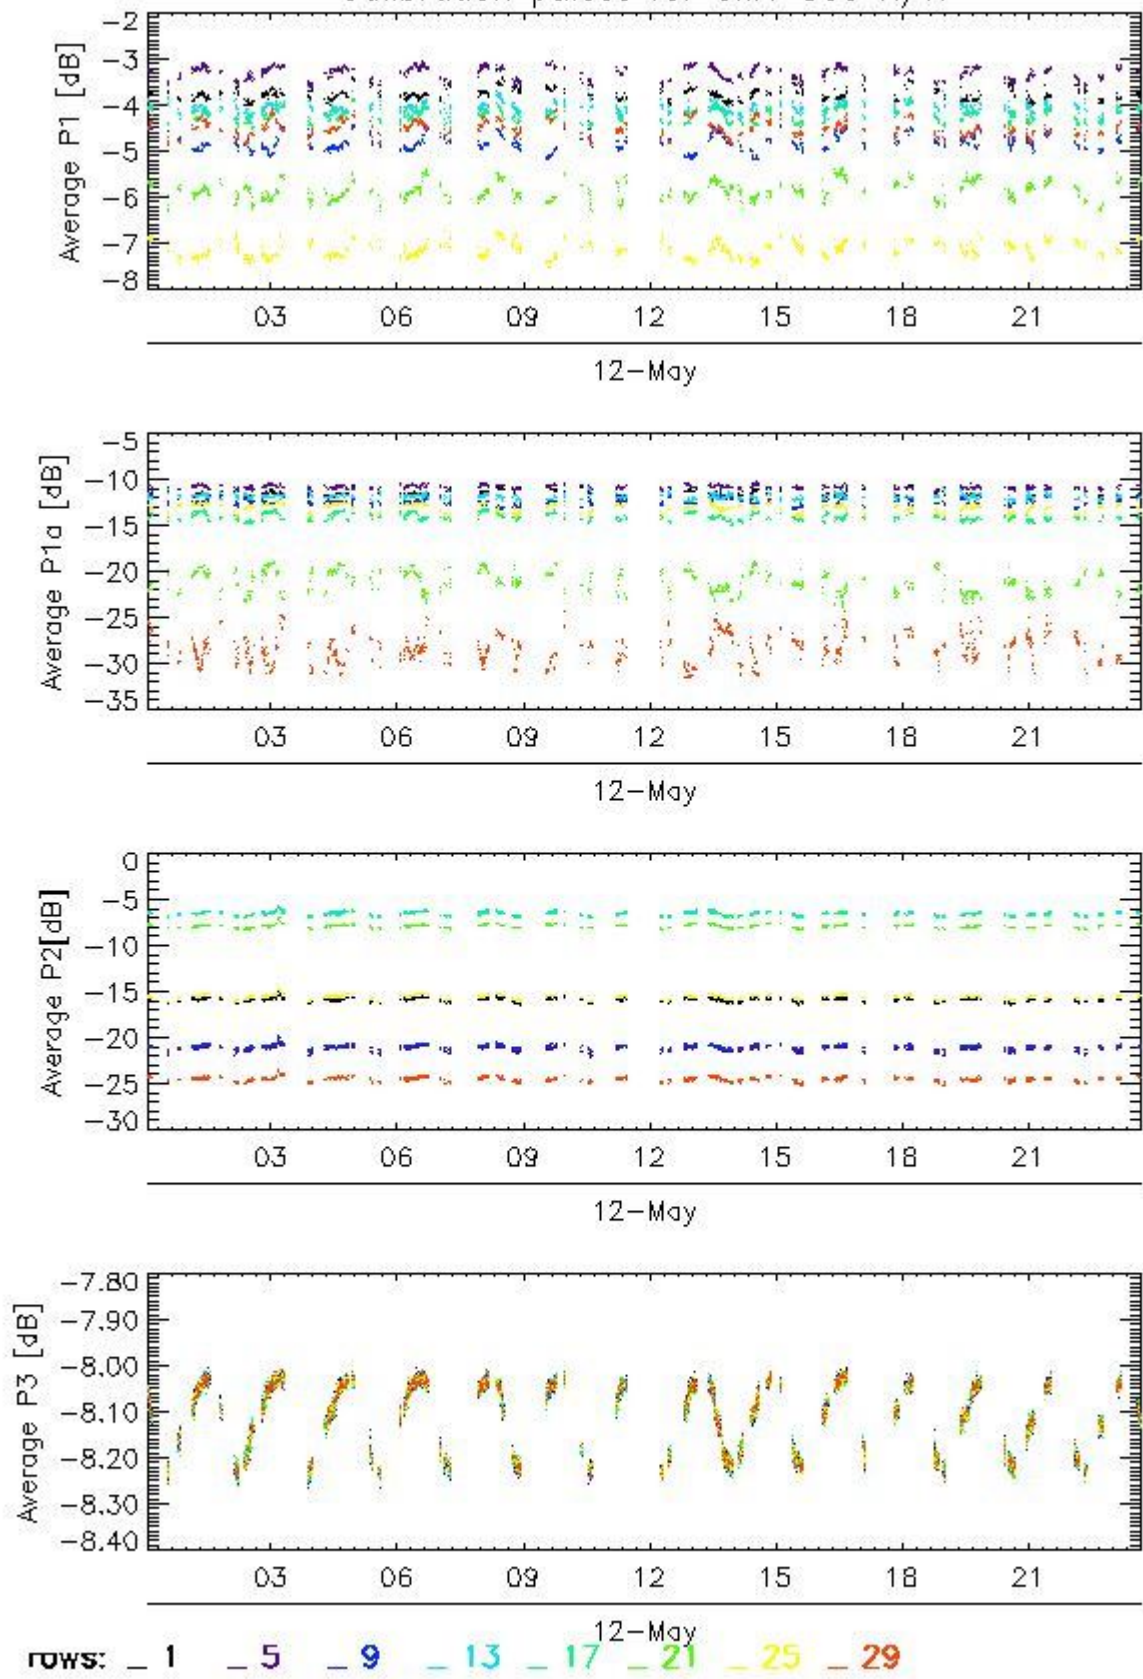 -2
-3
-4
-5
-6
-7
-8
Average P1 [dB]
03 06 09 12 15 18 21
12-May
-5
-10
-15
-20
-25
-30
-35
Average P1a [dB]
03 06 09 12 15 18 21
12-May
0
-5
-10
-15
-20
-25
-30
Average P2[dB]
03 06 09 12 15 18 21
12-May
-7.80
-7.90
-8.00
-8.10
-8.20
-8.30
-8.40
Average P3 [dB]
03 06 09 12 15 18 21
12-May
rows: _ 1 _ 5 _ 9 _ 13 _ 17 _ 21 _ 25 _ 29